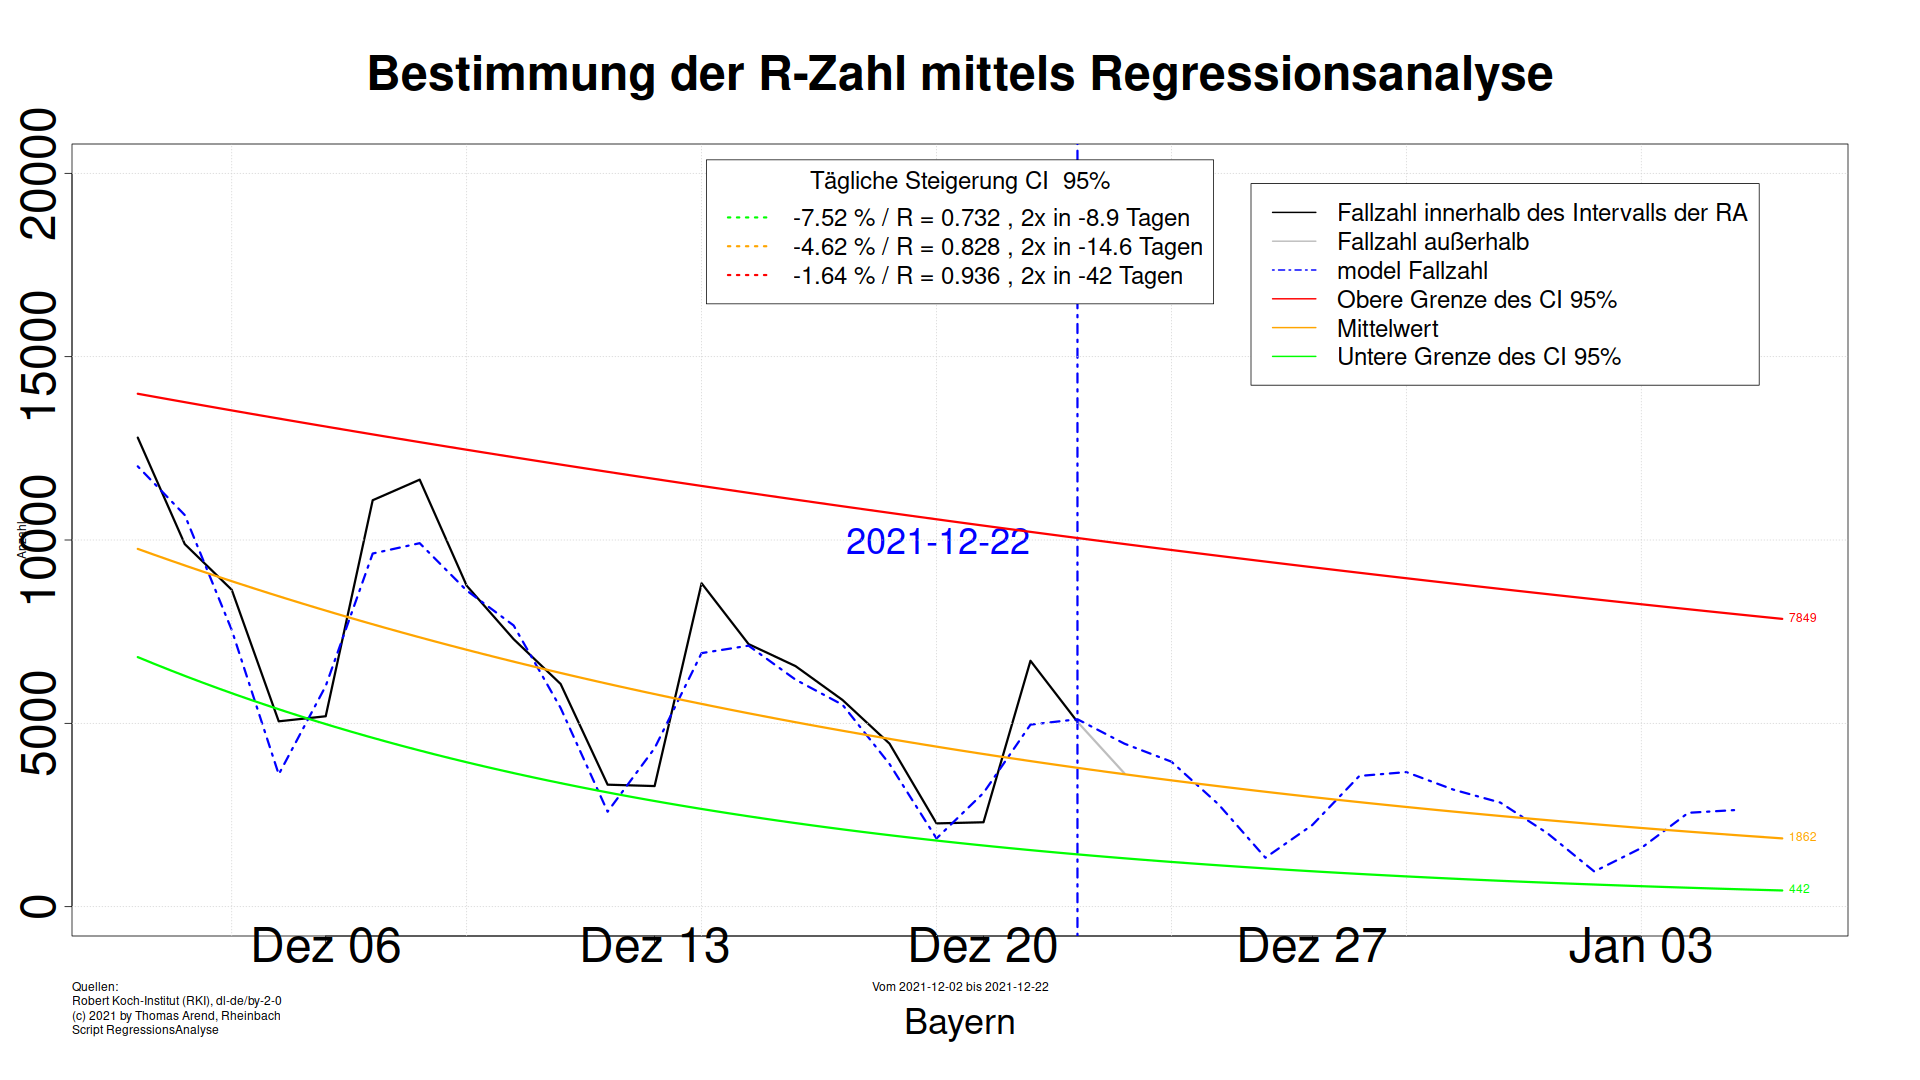 Bestimmung der R-Zahl mittels Regressionsanalyse
20000
15000
10000
5000
0
Anzahl
Tägliche Steigerung CI 95%
-7.52 % / R = 0.732 , 2x in -8.9 Tagen
-4.62 % / R = 0.828 , 2x in -14.6 Tagen
-1.64 % / R = 0.936 , 2x in -42 Tagen
Fallzahl innerhalb des Intervalls der RA
Fallzahl außerhalb
model Fallzahl
Obere Grenze des CI 95%
Mittelwert
Untere Grenze des CI 95%
2021-12-22
7849
1862
442
Dez 06 Dez 13 Dez 20 Dez 27 Jan 03
Quellen:
Robert Koch-Institut (RKI), dl-de/by-2-0
(c) 2021 by Thomas Arend, Rheinbach
Script RegressionsAnalyse
Vom 2021-12-02 bis 2021-12-22
Bayern